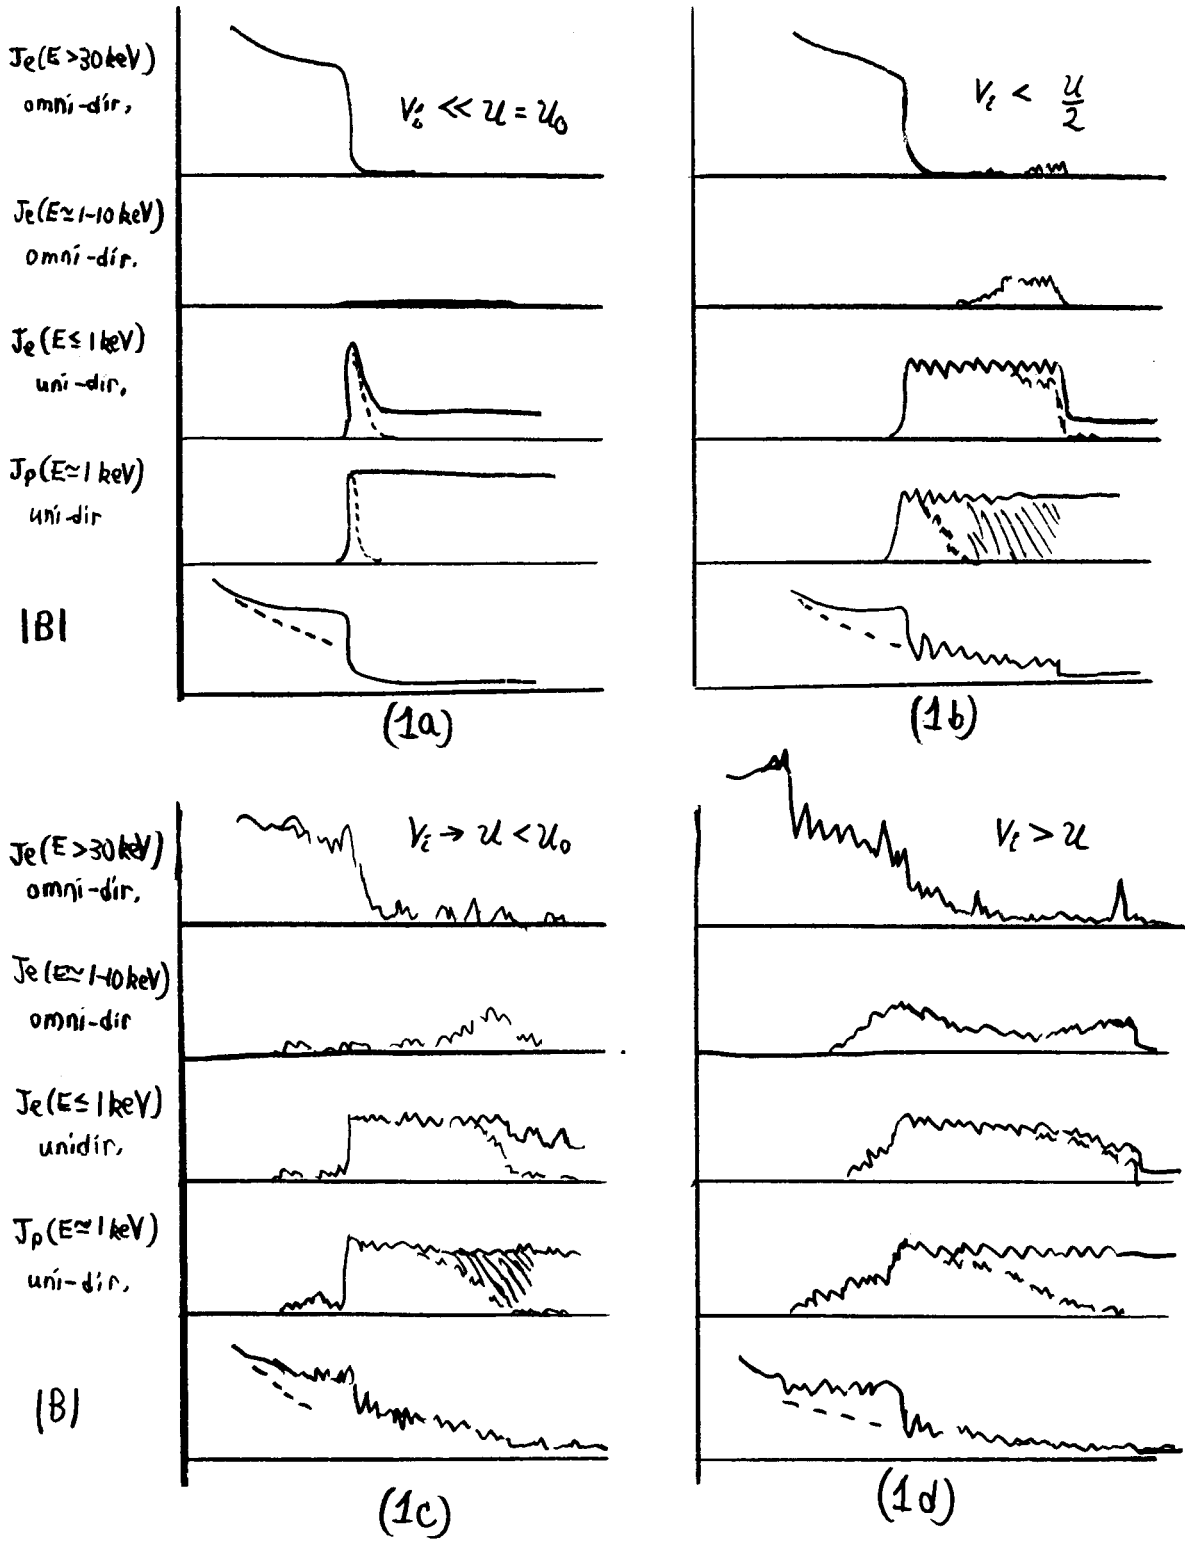 Je(E>30keV)
omni-dir,
Vi << u = u₀
Je(E≃1-10keV)
omni-dir.
Je(E≤1keV)
uni-dir,
Jp(E≃1keV)
uni-dir
|B|
(1a)
Vi < u/2
(1b)
Je(E>30keV)
omni-dir,
Vi → u < u₀
Je(E≃1-10keV)
omni-dir
Je(E≤1keV)
unidir,
Jp(E≃1keV)
uni-dir,
|B|
(1c)
Vi > u
(1d)